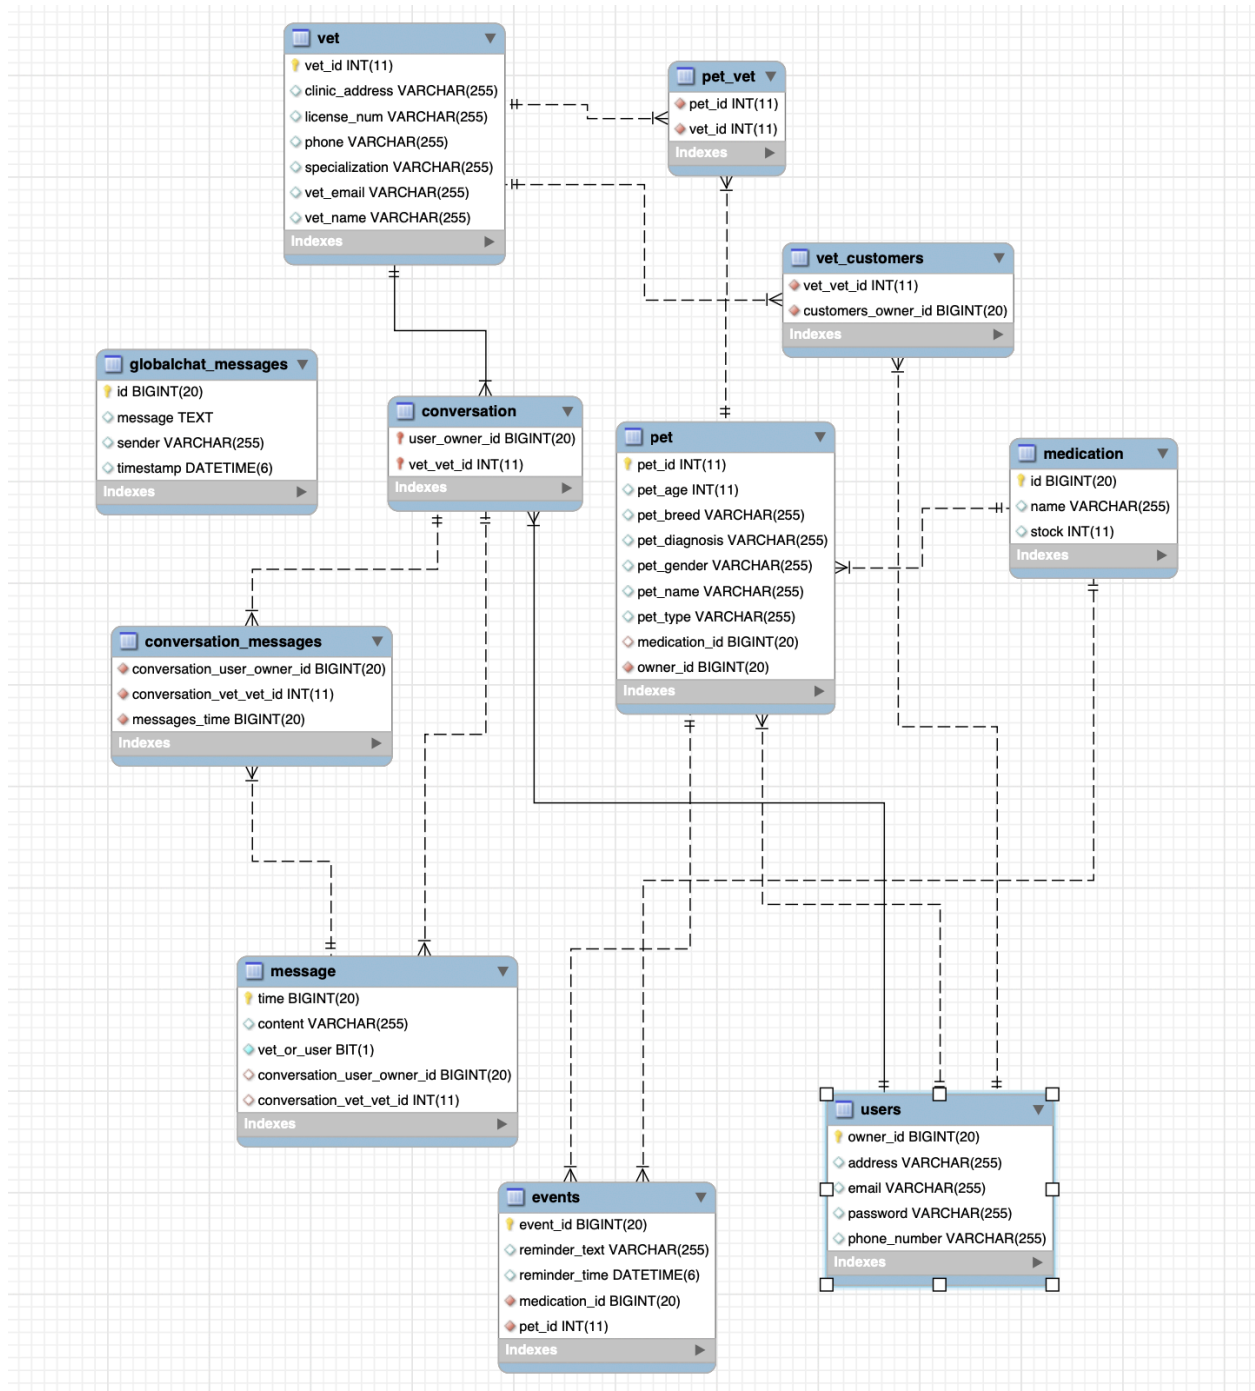 vet
vet_id INT(11)
clinic_address VARCHAR(255)
license_num VARCHAR(255)
phone VARCHAR(255)
specialization VARCHAR(255)
vet_email VARCHAR(255)
vet_name VARCHAR(255)
Indexes
pet_vet
pet_id INT(11)
vet_id INT(11)
Indexes
vet_customers
vet_vet_id INT(11)
customers_owner_id BIGINT(20)
Indexes
globalchat_messages
id BIGINT(20)
message TEXT
sender VARCHAR(255)
timestamp DATETIME(6)
Indexes
conversation
user_owner_id BIGINT(20)
vet_vet_id INT(11)
Indexes
pet
pet_id INT(11)
pet_age INT(11)
pet_breed VARCHAR(255)
pet_diagnosis VARCHAR(255)
pet_gender VARCHAR(255)
pet_name VARCHAR(255)
pet_type VARCHAR(255)
medication_id BIGINT(20)
owner_id BIGINT(20)
Indexes
medication
id BIGINT(20)
name VARCHAR(255)
stock INT(11)
Indexes
conversation_messages
conversation_user_owner_id BIGINT(20)
conversation_vet_vet_id INT(11)
messages_time BIGINT(20)
Indexes
message
time BIGINT(20)
content VARCHAR(255)
vet_or_user BIT(1)
conversation_user_owner_id BIGINT(20)
conversation_vet_vet_id INT(11)
Indexes
users
owner_id BIGINT(20)
address VARCHAR(255)
email VARCHAR(255)
password VARCHAR(255)
phone_number VARCHAR(255)
Indexes
events
event_id BIGINT(20)
reminder_text VARCHAR(255)
reminder_time DATETIME(6)
medication_id BIGINT(20)
pet_id INT(11)
Indexes